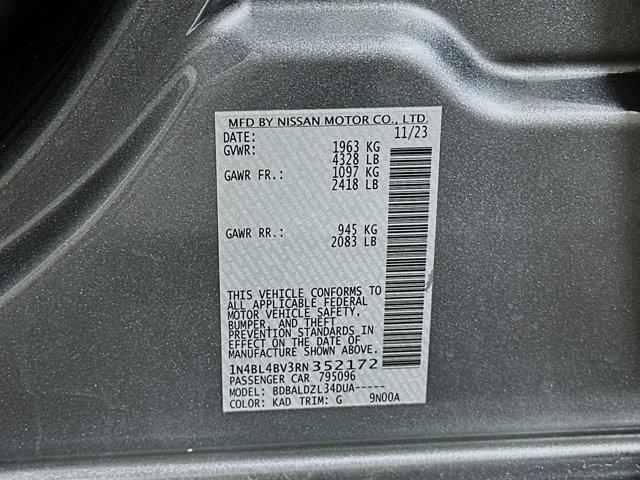 MFD BY NISSAN MOTOR CO., LTD.
DATE: 11/23
GVWR: 1963 KG
4328 LB
GAWR FR.: 1097 KG
2418 LB
GAWR RR.: 945 KG
2083 LB
THIS VEHICLE CONFORMS TO
ALL APPLICABLE FEDERAL
MOTOR VEHICLE SAFETY,
BUMPER, AND THEFT
PREVENTION STANDARDS IN
EFFECT ON THE DATE OF
MANUFACTURE SHOWN ABOVE.
1N4BL4BV3RN352172
PASSENGER CAR 795096
MODEL: BDBALDZL34DUA-----
COLOR: KAD TRIM: G 9N00A